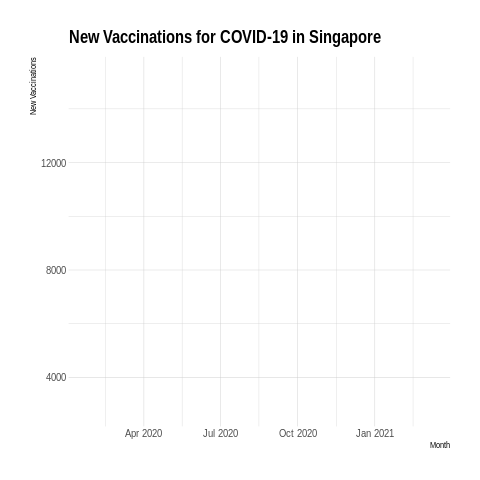 New Vaccinations for COVID-19 in Singapore
New Vaccinations
12000
8000
4000
Apr 2020 Jul 2020 Oct 2020 Jan 2021
Month